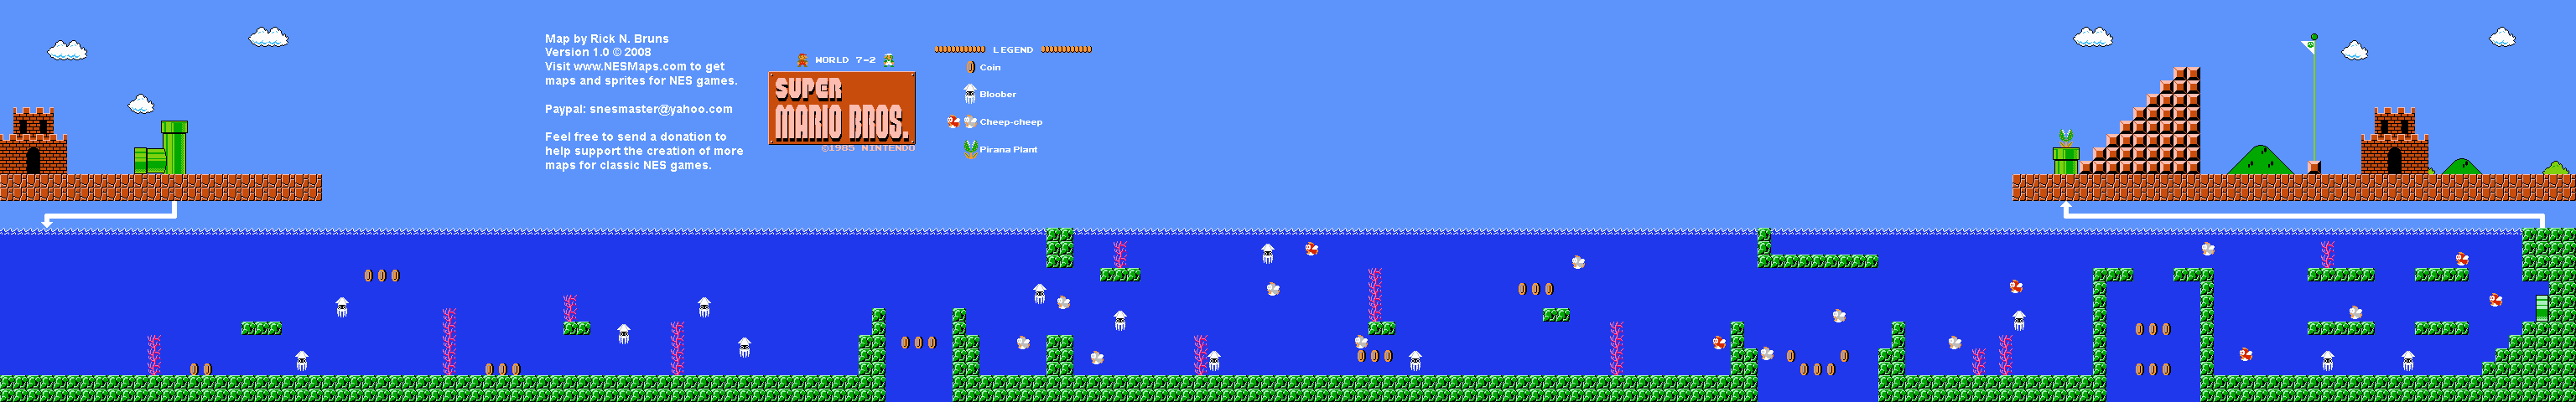 Map by Rick N. Bruns
Version 1.0 © 2008
Visit www.NESMaps.com to get
maps and sprites for NES games.
Paypal: snesmaster@yahoo.com
Feel free to send a donation to
help support the creation of more
maps for classic NES games.
WORLD 7-2
SUPER
MARIO BROS.
©1985 NINTENDO
LEGEND
Coin
Bloober
Cheep-cheep
Pirana Plant